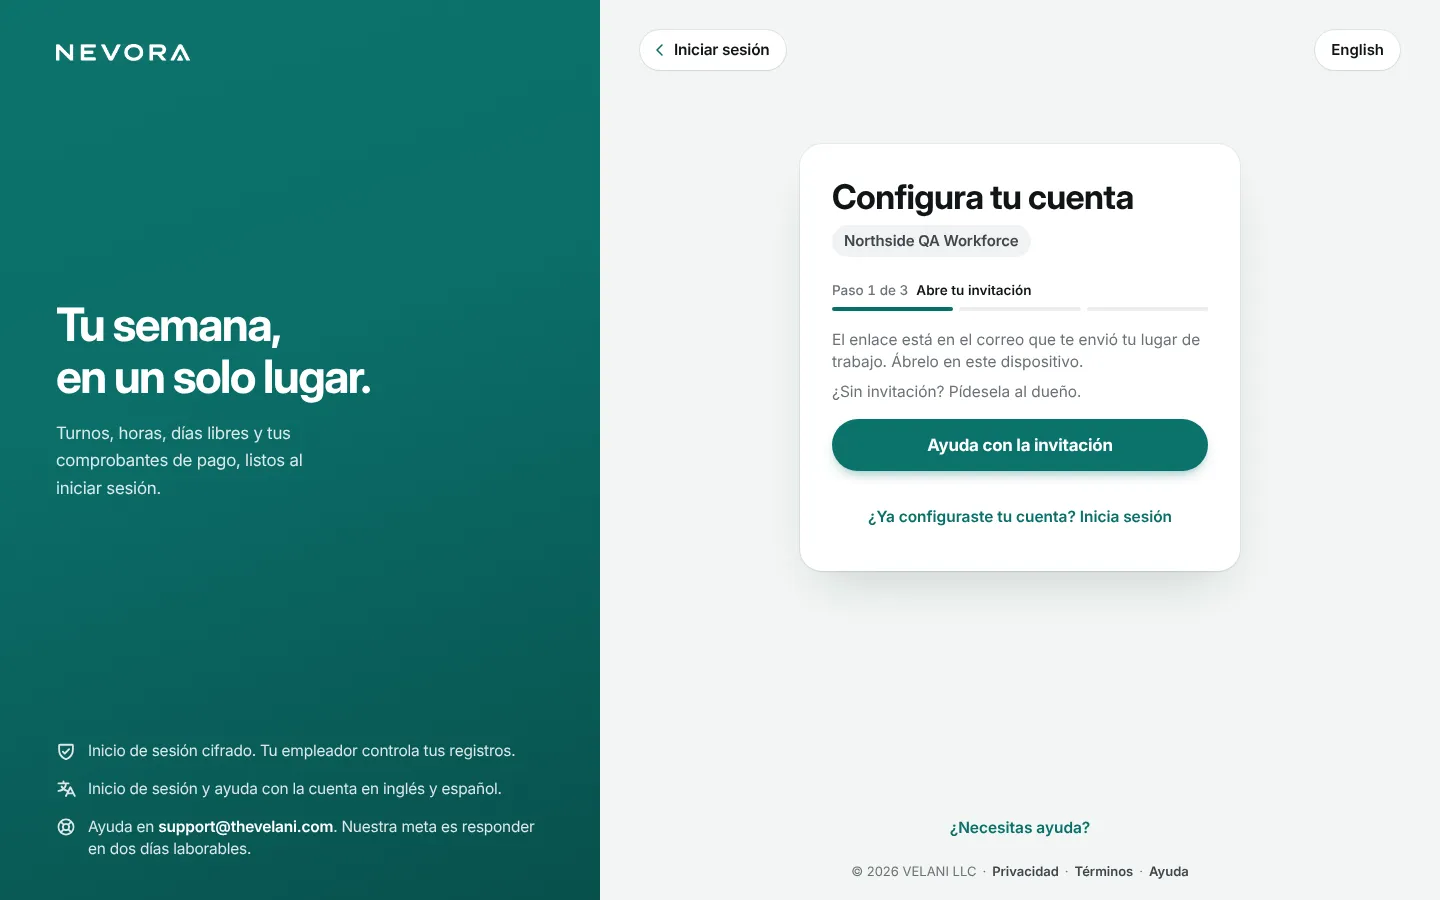 NEVORA
Tu semana,
en un solo lugar.
Turnos, horas, días libres y tus
comprobantes de pago, listos al
iniciar sesión.
Inicio de sesión cifrado. Tu empleador controla tus registros.
Inicio de sesión y ayuda con la cuenta en inglés y español.
Ayuda en support@thevelani.com. Nuestra meta es responder
en dos días laborables.
Iniciar sesión
English
Configura tu cuenta
Northside QA Workforce
Paso 1 de 3 Abre tu invitación
El enlace está en el correo que te envió tu lugar de
trabajo. Ábrelo en este dispositivo.
¿Sin invitación? Pídesela al dueño.
Ayuda con la invitación
¿Ya configuraste tu cuenta? Inicia sesión
¿Necesitas ayuda?
© 2026 VELANI LLC · Privacidad · Términos · Ayuda